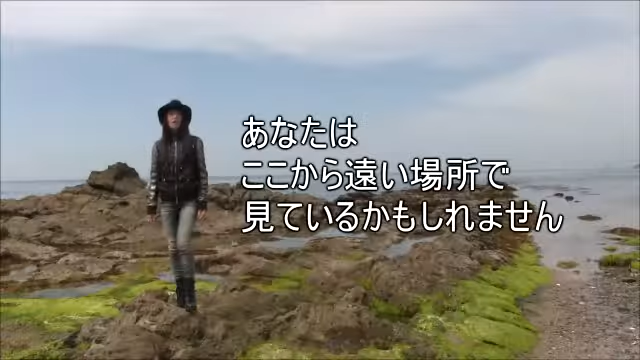 あなたは
ここから遠い場所で
見ているかもしれません